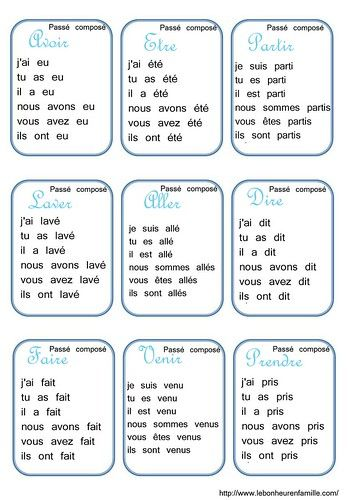 Passé composé
Avoir
j'ai eu
tu as eu
il a eu
nous avons eu
vous avez eu
ils ont eu
Passé composé
Etre
j'ai été
tu as été
il a été
nous avons été
vous avez été
ils ont été
Passé composé
Partir
je suis parti
tu es parti
il est parti
nous sommes partis
vous êtes partis
ils sont partis
Passé composé
Laver
j'ai lavé
tu as lavé
il a lavé
nous avons lavé
vous avez lavé
ils ont lavé
Passé composé
Aller
je suis allé
tu es allé
il est allé
nous sommes allés
vous êtes allés
ils sont allés
Passé composé
Dire
j'ai dit
tu as dit
il a dit
nous avons dit
vous avez dit
ils ont dit
Passé composé
Faire
j'ai fait
tu as fait
il a fait
nous avons fait
vous avez fait
ils ont fait
Passé composé
Venir
je suis venu
tu es venu
il est venu
nous sommes venus
vous êtes venus
ils sont venus
Passé composé
Prendre
j'ai pris
tu as pris
il a pris
nous avons pris
vous avez pris
ils ont pris
http://www.lebonheurenfamille.com/